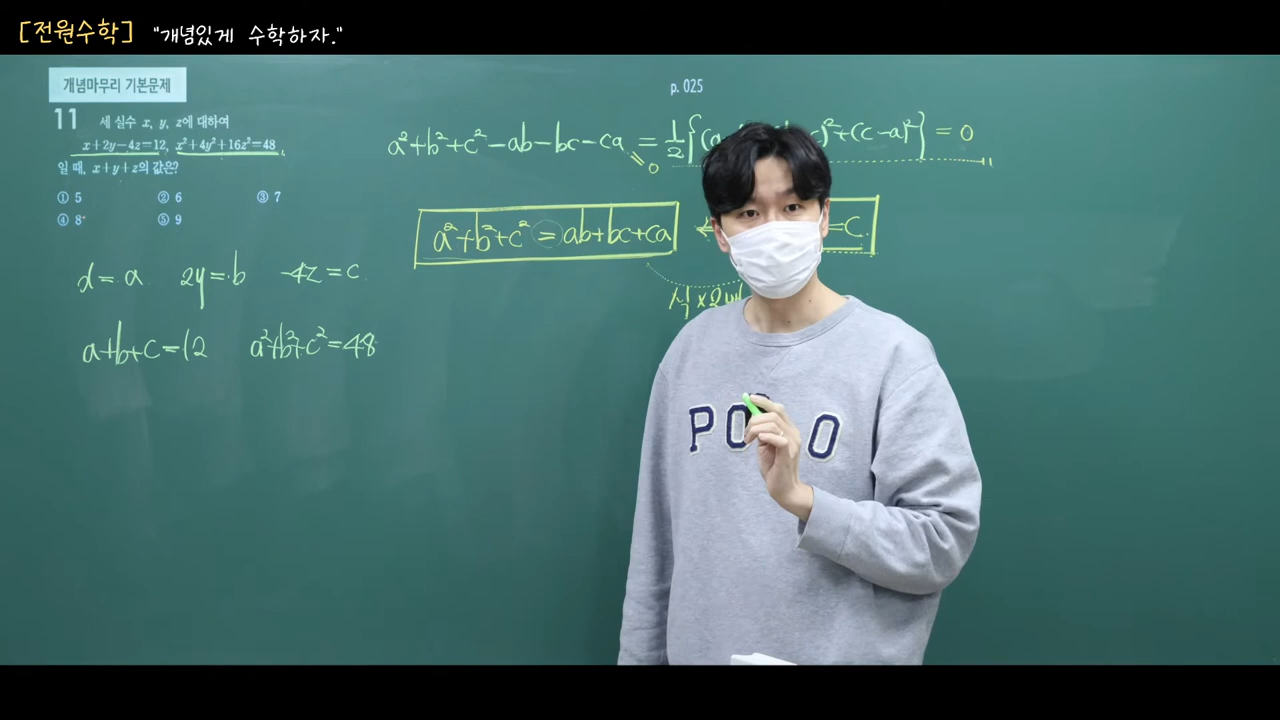 [전원수학] "개념있게 수학하자."
개념마무리 기본문제
p. 025
11 세 실수 x, y, z에 대하여
x+2y−4z=12, x²+4y²+16z²=48
일 때, x+y+z의 값은?
① 5 ② 6 ③ 7
④ 8 ⑤ 9
a²+b²+c²−ab−bc−ca = 1/2{(a c)²+(c−a)²} = 0
0
a²+b²+c² = ab+bc+ca ← =c.
x=a 2y=b −4z=c
a+b+c=12 a²+b²+c²=48
POLO